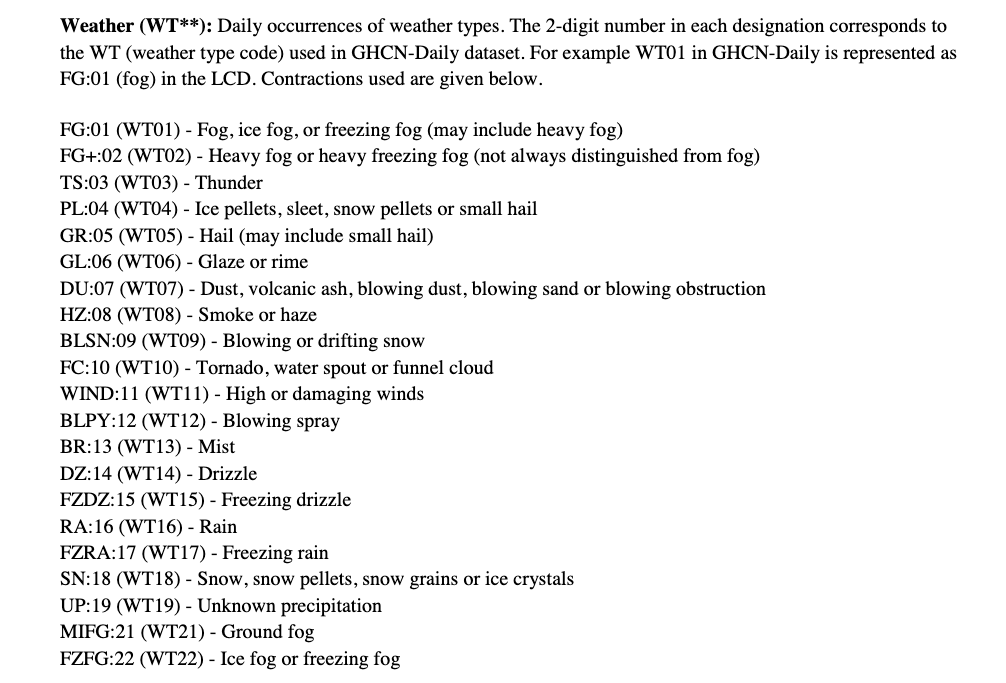 Weather (WT**): Daily occurrences of weather types. The 2-digit number in each designation corresponds to
the WT (weather type code) used in GHCN-Daily dataset. For example WT01 in GHCN-Daily is represented as
FG:01 (fog) in the LCD. Contractions used are given below.
FG:01 (WT01) - Fog, ice fog, or freezing fog (may include heavy fog)
FG+:02 (WT02) - Heavy fog or heavy freezing fog (not always distinguished from fog)
TS:03 (WT03) - Thunder
PL:04 (WT04) - Ice pellets, sleet, snow pellets or small hail
GR:05 (WT05) - Hail (may include small hail)
GL:06 (WT06) - Glaze or rime
DU:07 (WT07) - Dust, volcanic ash, blowing dust, blowing sand or blowing obstruction
HZ:08 (WT08) - Smoke or haze
BLSN:09 (WT09) - Blowing or drifting snow
FC:10 (WT10) - Tornado, water spout or funnel cloud
WIND:11 (WT11) - High or damaging winds
BLPY:12 (WT12) - Blowing spray
BR:13 (WT13) - Mist
DZ:14 (WT14) - Drizzle
FZDZ:15 (WT15) - Freezing drizzle
RA:16 (WT16) - Rain
FZRA:17 (WT17) - Freezing rain
SN:18 (WT18) - Snow, snow pellets, snow grains or ice crystals
UP:19 (WT19) - Unknown precipitation
MIFG:21 (WT21) - Ground fog
FZFG:22 (WT22) - Ice fog or freezing fog